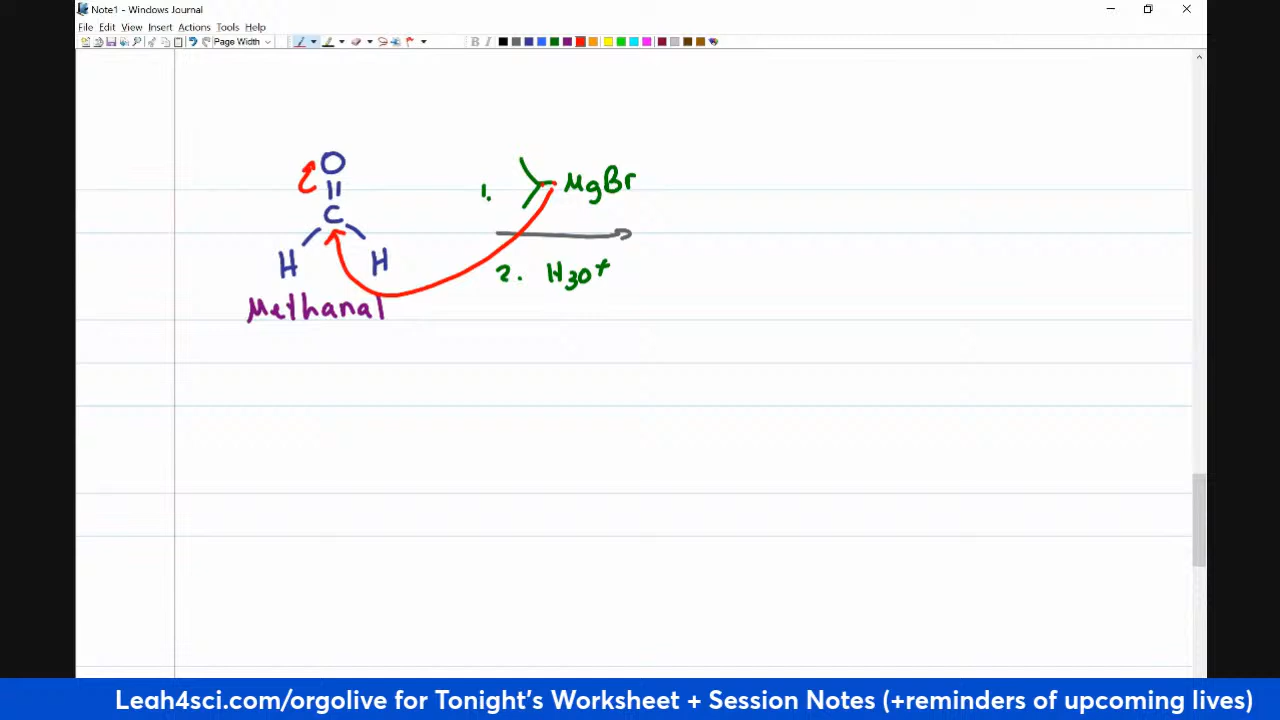 Note1 - Windows Journal
File Edit View Insert Actions Tools Help
Page Width
B I
O
C
H H
Methanal
1. MgBr
2. H3O+
Leah4sci.com/orgolive for Tonight's Worksheet + Session Notes (+reminders of upcoming lives)